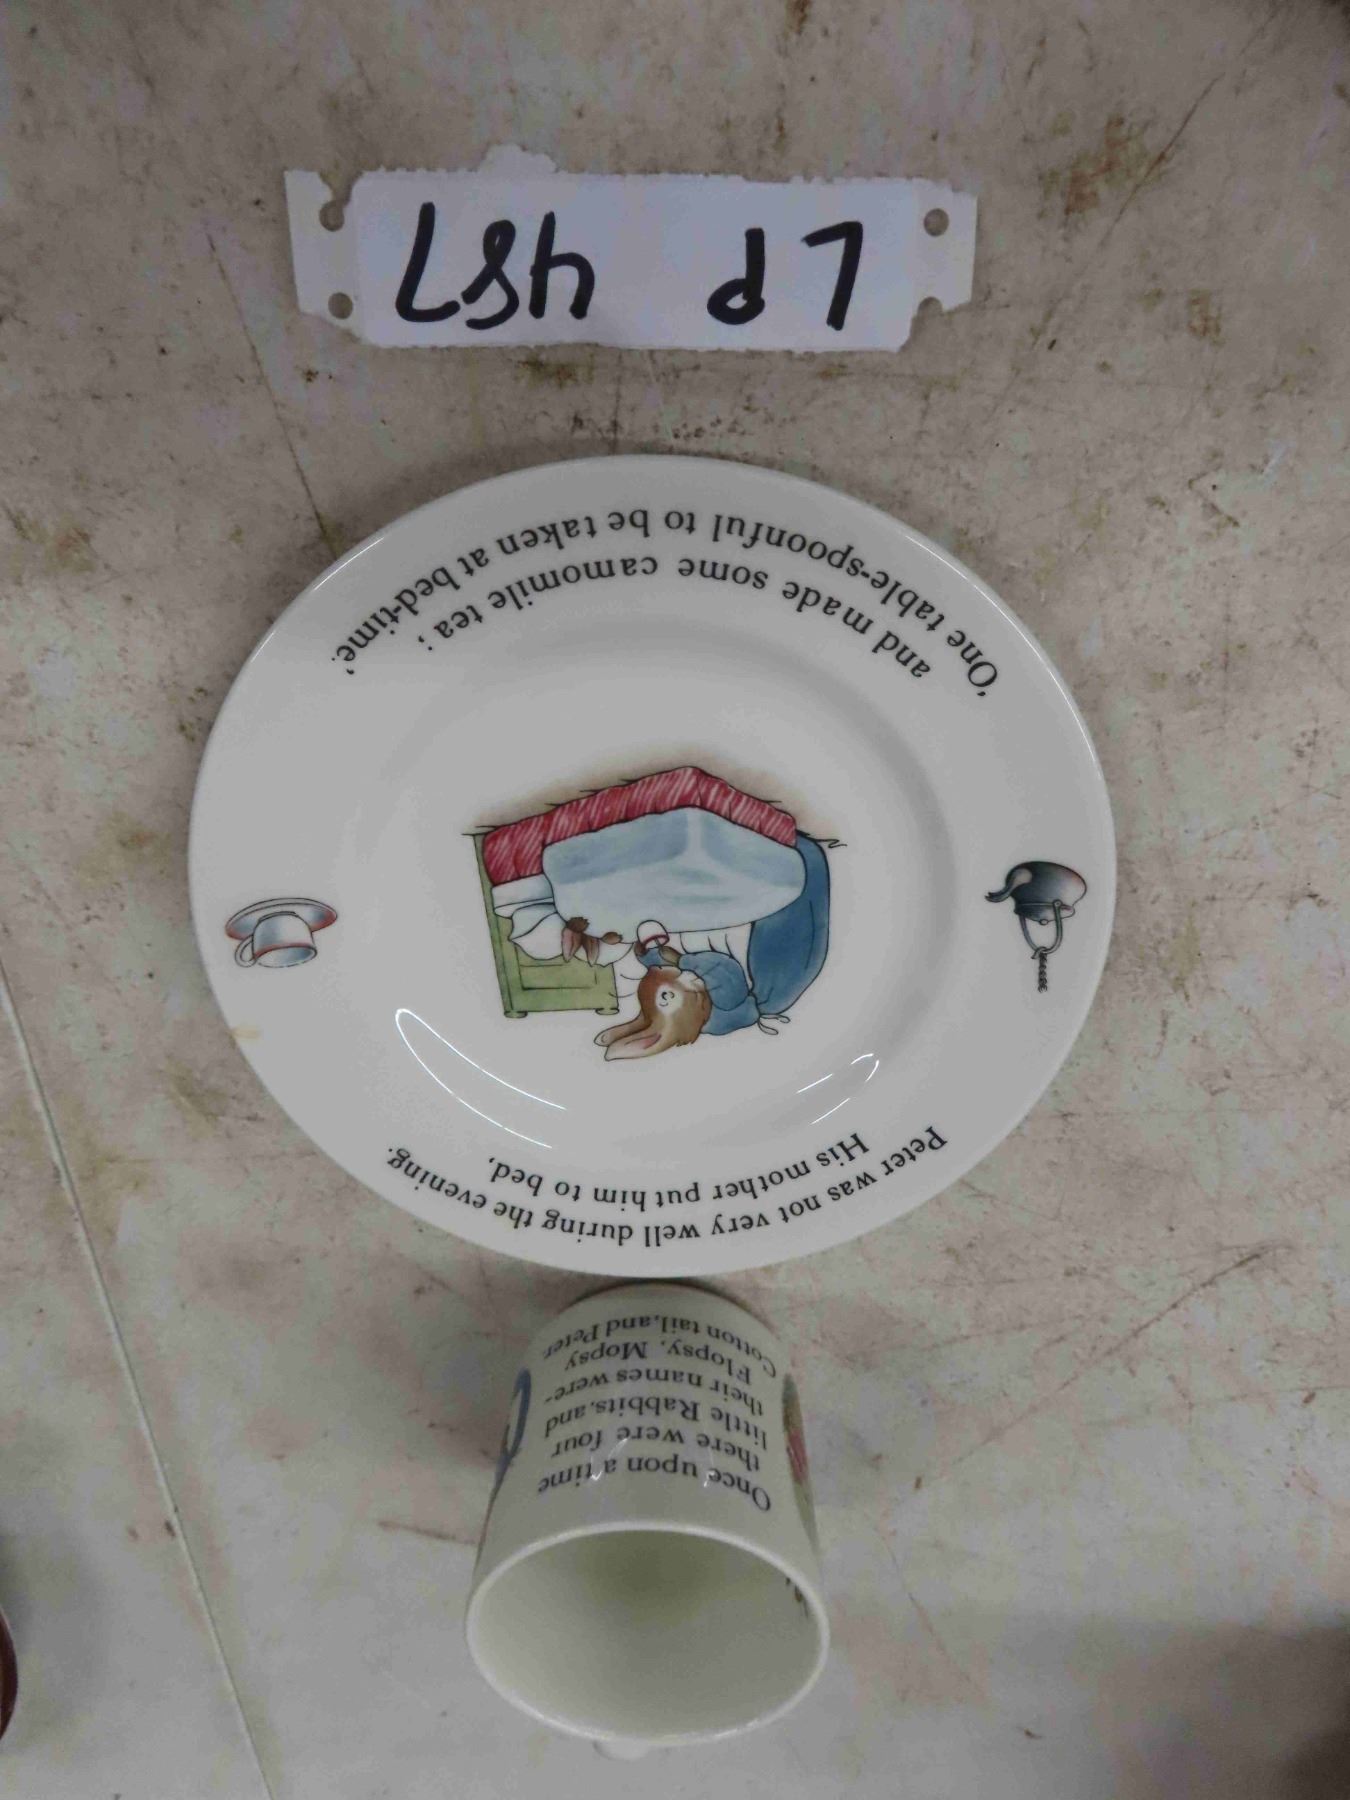 Once upon a time
there were four
little Rabbits,and
their names were-
Flopsy, Mopsy
Cotton tail,and Peter.
Peter was not very well during the evening.
His mother put him to bed,
and made some camomile tea ;
'One table-spoonful to be taken at bed-time.'
LP 457